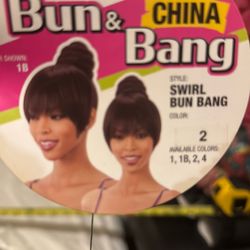 Bun & CHINA
Bang
SHOWN:
1B
STYLE:
SWIRL
BUN BANG
COLOR:
2
AVAILABLE COLORS:
1, 1B, 2, 4